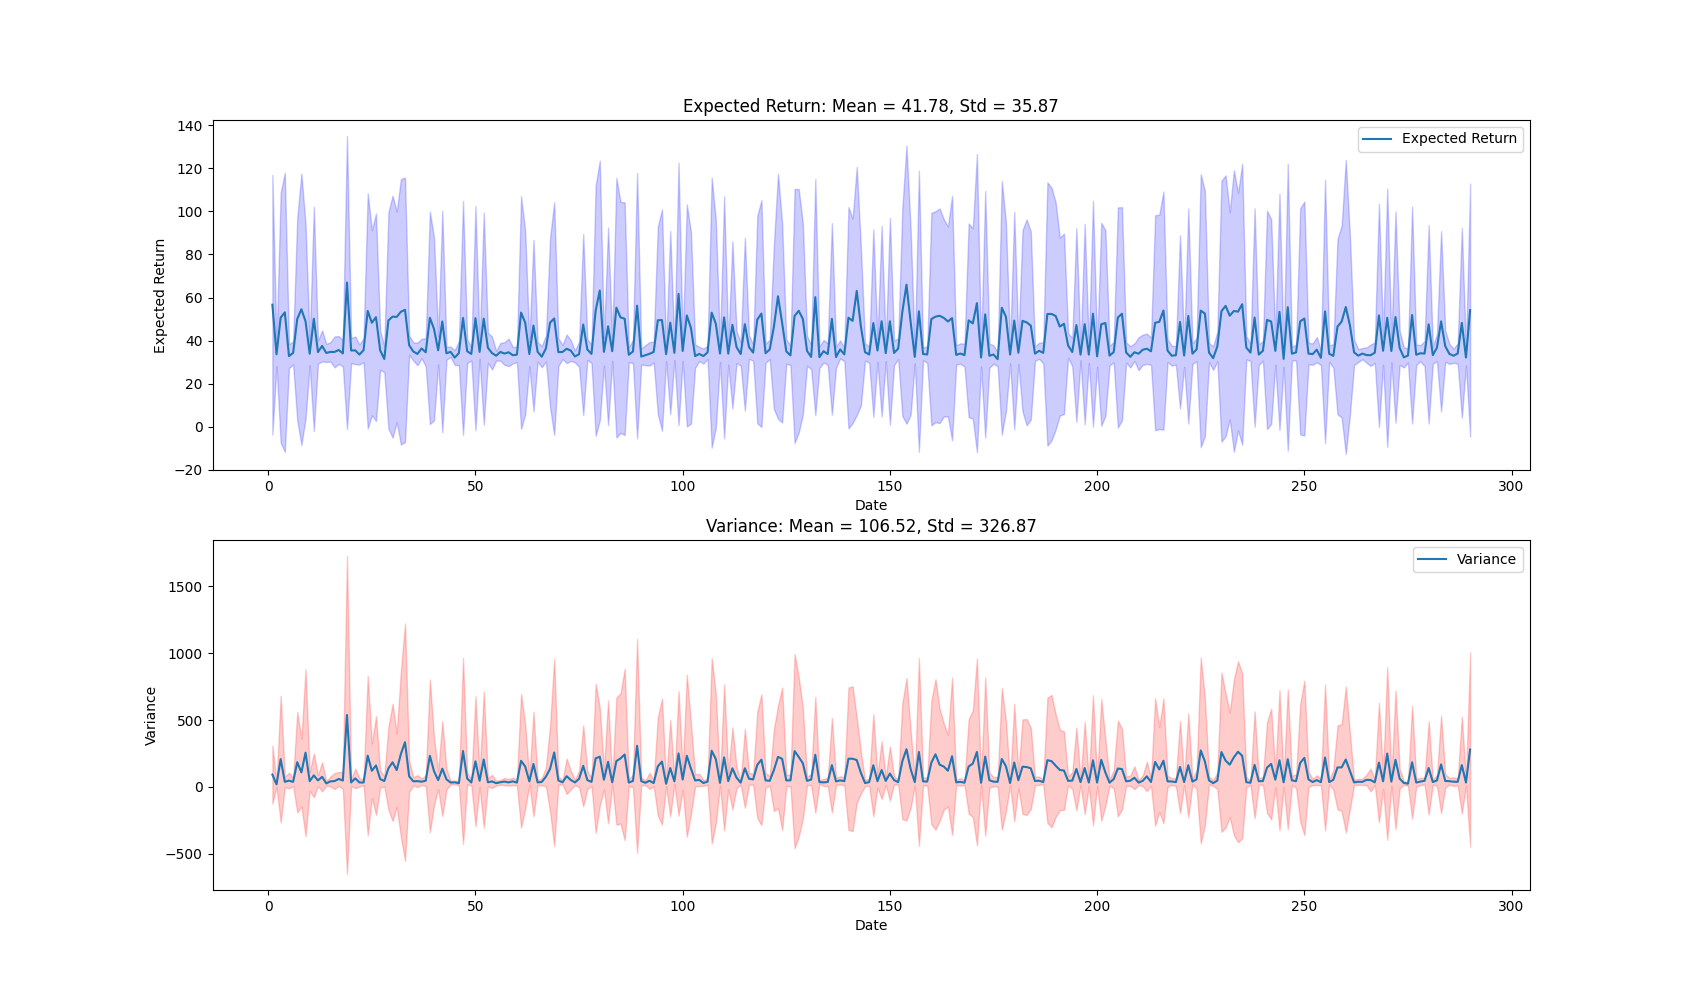 Expected Return: Mean = 41.78, Std = 35.87
Expected Return
140
120
100
80
60
40
20
0
−20
Expected Return
0 50 100 150 200 250 300
Date
Variance: Mean = 106.52, Std = 326.87
Variance
1500
1000
500
0
−500
Variance
0 50 100 150 200 250 300
Date